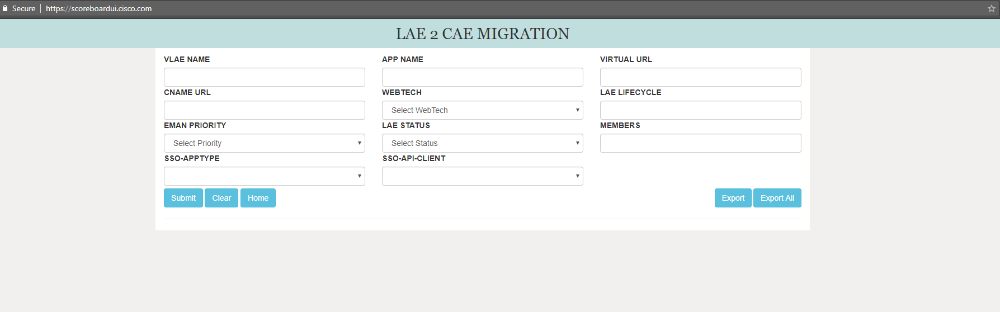 Secure https://scoreboardui.cisco.com
LAE 2 CAE MIGRATION
VLAE NAME APP NAME VIRTUAL URL
CNAME URL WEBTECH LAE LIFECYCLE
Select WebTech
EMAN PRIORITY LAE STATUS MEMBERS
Select Priority Select Status
SSO-APPTYPE SSO-API-CLIENT
Submit Clear Home Export Export All